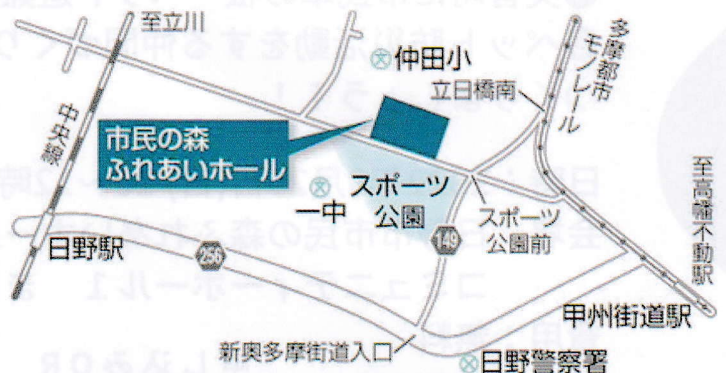 至立川
文
仲田小
多摩都市
モノレール
立日橋南
中央線
市民の森
ふれあいホール
至高幡不動駅
文
一中
スポーツ
公園
スポーツ
公園前
149
日野駅
256
甲州街道駅
新奥多摩街道入口
日野警察署